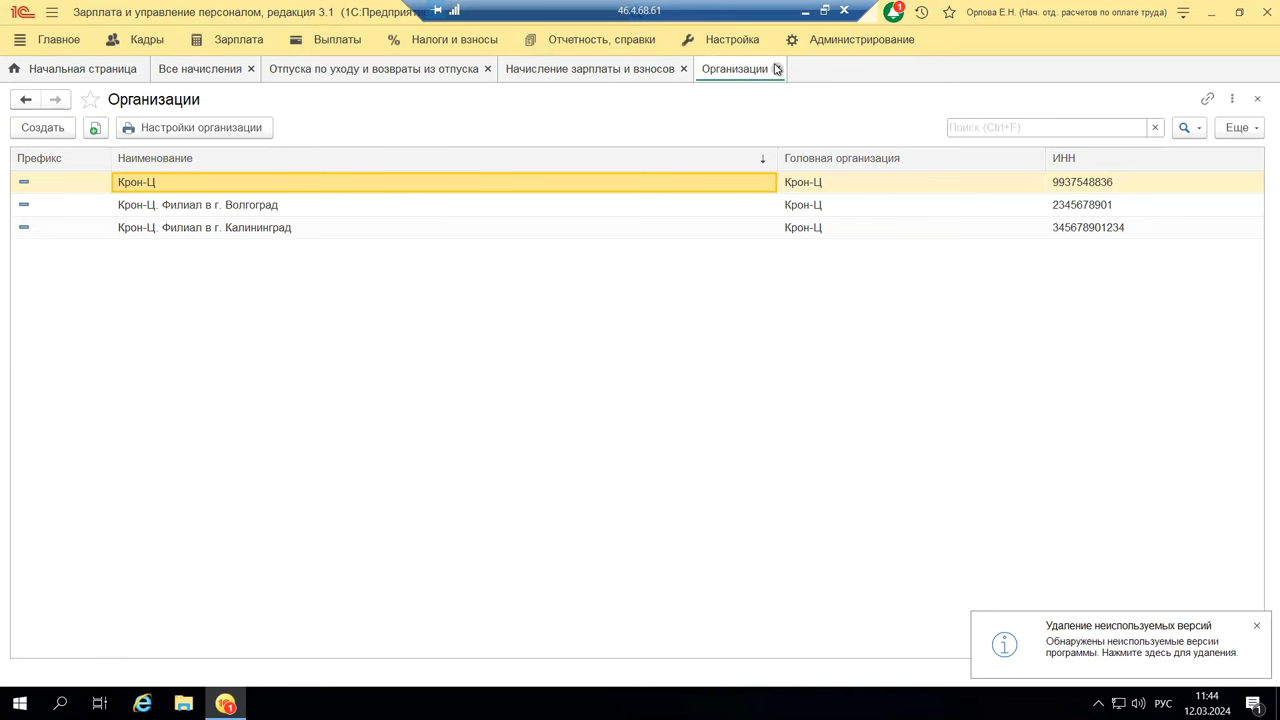 Зарплата и управление персоналом, редакция 3.1 (1С:Предприятие
46.4.68.61
1
Орлова Е.Н. (Нач. отд. расчетов по оплате труда)
Главное
Кадры
Зарплата
Выплаты
Налоги и взносы
Отчетность, справки
Настройка
Администрирование
Начальная страница
Все начисления
Отпуска по уходу и возвраты из отпуска
Начисление зарплаты и взносов
Организации
Организации
Создать
Настройки организации
Поиск (Ctrl+F)
Еще
Префикс
Наименование
Головная организация
ИНН
Крон-Ц
Крон-Ц
9937548836
Крон-Ц. Филиал в г. Волгоград
Крон-Ц
2345678901
Крон-Ц. Филиал в г. Калининград
Крон-Ц
345678901234
Удаление неиспользуемых версий
Обнаружены неиспользуемые версии
программы. Нажмите здесь для удаления.
РУС
11:44
12.03.2024
1